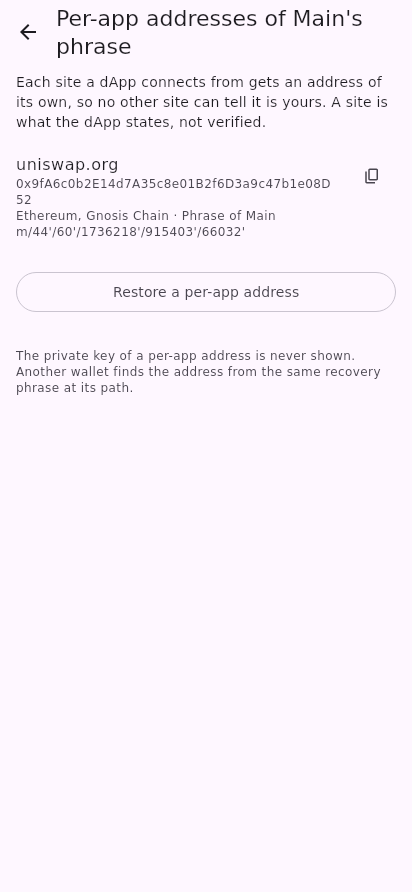 Per-app addresses of Main's
phrase
Each site a dApp connects from gets an address of
its own, so no other site can tell it is yours. A site is
what the dApp states, not verified.
uniswap.org
0x9fA6c0b2E14d7A35c8e01B2f6D3a9c47b1e08D
52
Ethereum, Gnosis Chain · Phrase of Main
m/44'/60'/1736218'/915403'/66032'
Restore a per-app address
The private key of a per-app address is never shown.
Another wallet finds the address from the same recovery
phrase at its path.